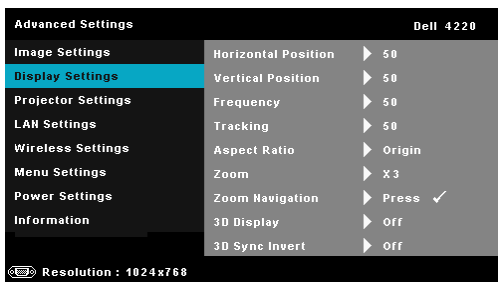 Advanced Settings Dell 4220
Image Settings
Display Settings
Projector Settings
LAN Settings
Wireless Settings
Menu Settings
Power Settings
Information
Horizontal Position 50
Vertical Position 50
Frequency 50
Tracking 50
Aspect Ratio Origin
Zoom X3
Zoom Navigation Press ✓
3D Display Off
3D Sync Invert Off
Resolution : 1024x768